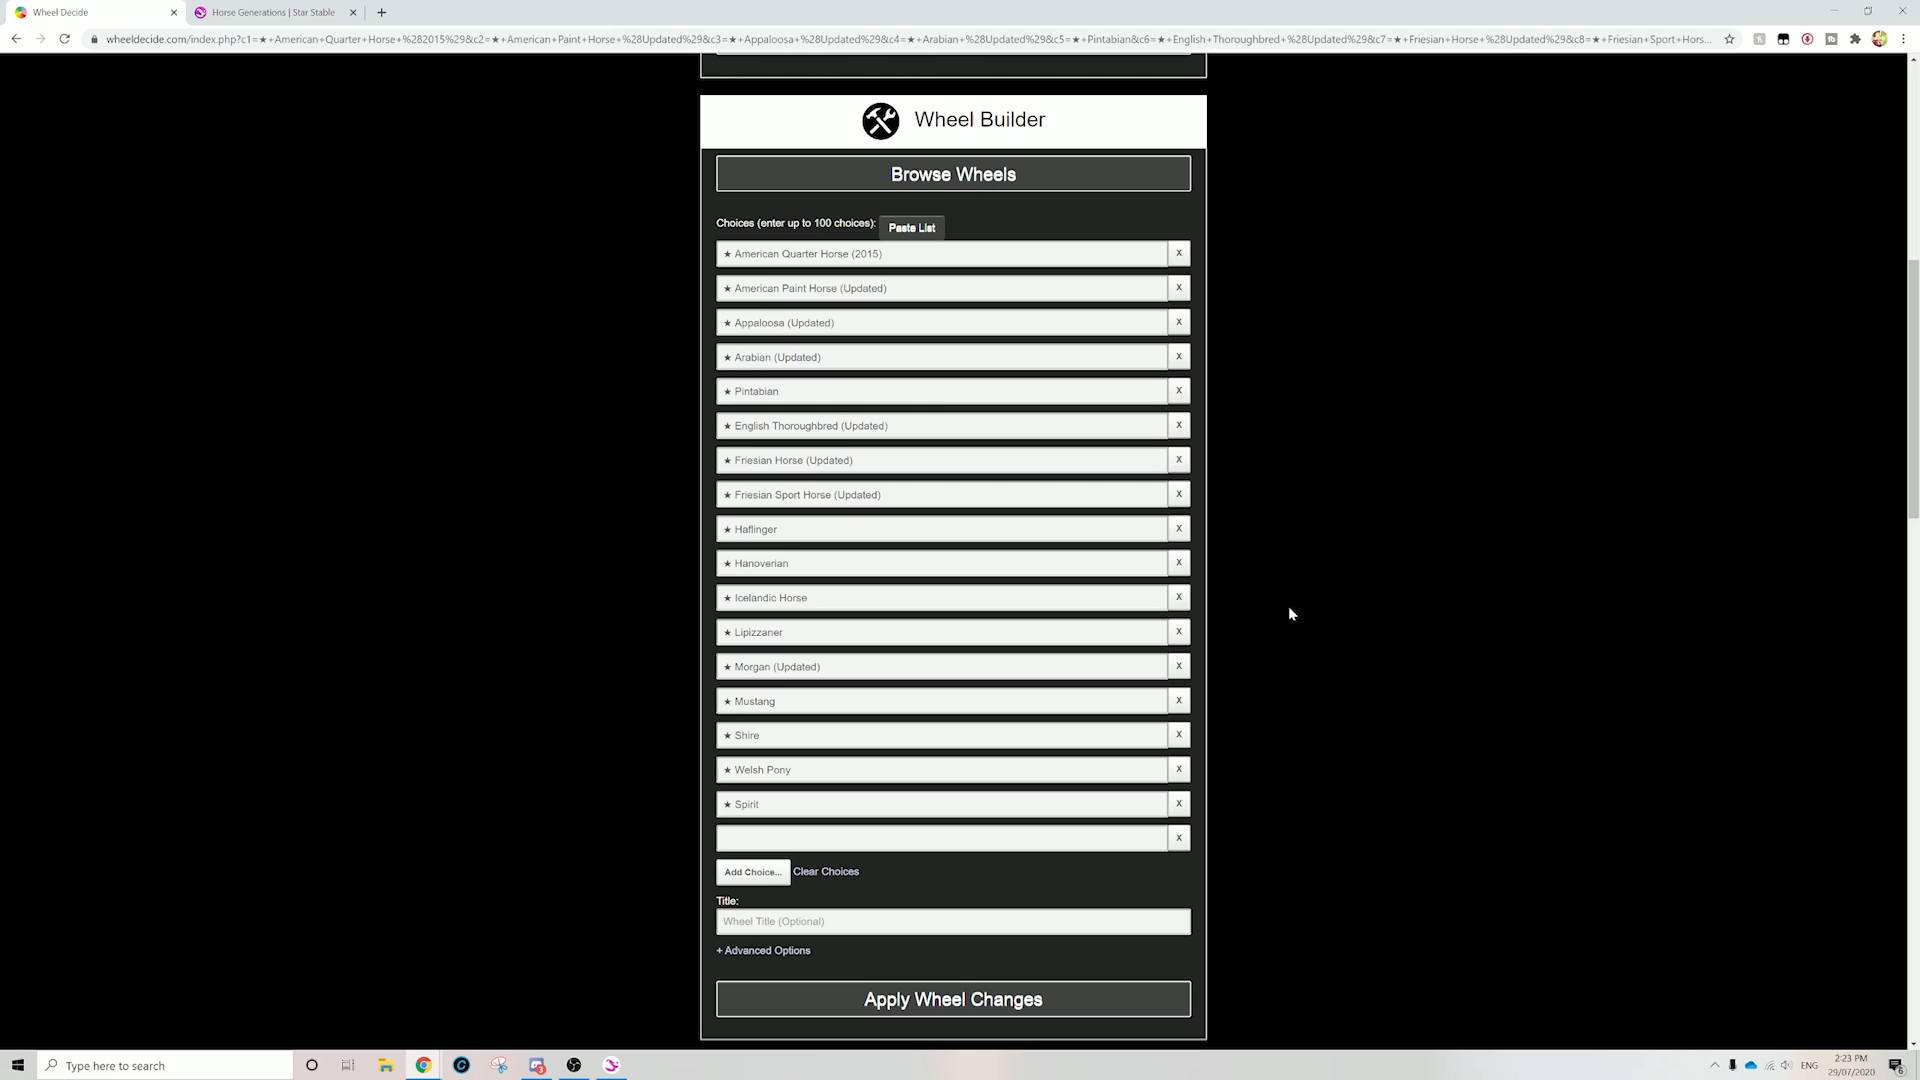 Wheel Decide
Horse Generations | Star Stable
wheeldecide.com/index.php?c1=★+American+Quarter+Horse+%282015%29&c2=★+American+Paint+Horse+%28Updated%29&c3=★+Appaloosa+%28Updated%29&c4=★+Arabian+%28Updated%29&c5=★+Pintabian&c6=★+English+Thoroughbred+%28Updated%29&c7=★+Friesian+Horse+%28Updated%29&c8=★+Friesian+Sport+Hors...
Wheel Builder
Browse Wheels
Choices (enter up to 100 choices): Paste List
★ American Quarter Horse (2015) X
★ American Paint Horse (Updated) X
★ Appaloosa (Updated) X
★ Arabian (Updated) X
★ Pintabian X
★ English Thoroughbred (Updated) X
★ Friesian Horse (Updated) X
★ Friesian Sport Horse (Updated) X
★ Haflinger X
★ Hanoverian X
★ Icelandic Horse X
★ Lipizzaner X
★ Morgan (Updated) X
★ Mustang X
★ Shire X
★ Welsh Pony X
★ Spirit X
X
Add Choice... Clear Choices
Title:
Wheel Title (Optional)
+ Advanced Options
Apply Wheel Changes
Type here to search
ENG
2:23 PM
29/07/2020